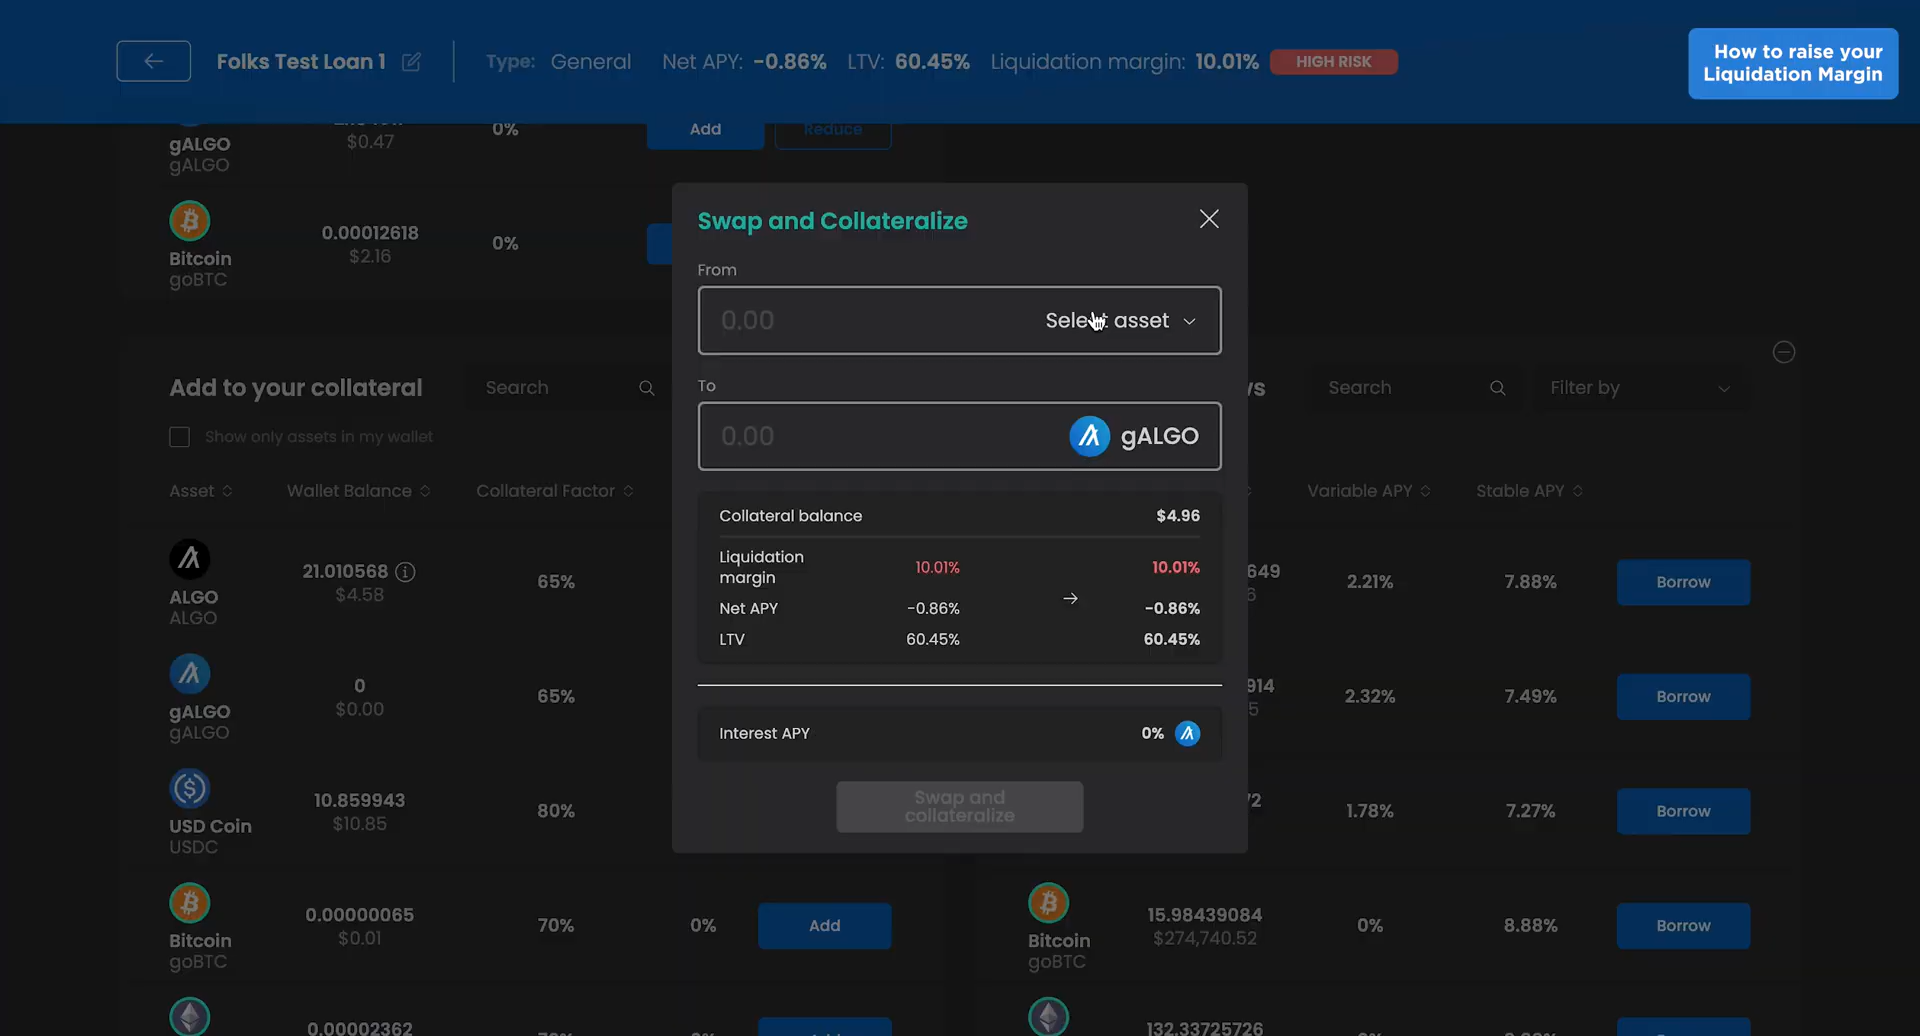 Folks Test Loan 1
Type: General
Net APY: -0.86%
LTV: 60.45%
Liquidation margin: 10.01%
HIGH RISK
How to raise your
Liquidation Margin
gALGO
gALGO
$0.47
0%
Add
Reduce
Bitcoin
goBTC
0.00012618
$2.16
0%
Swap and Collateralize
From
0.00
Select asset
To
0.00
gALGO
Collateral balance
$4.96
Liquidation
margin
10.01%
10.01%
Net APY
-0.86%
-0.86%
LTV
60.45%
60.45%
Interest APY
0%
Swap and
collateralize
Add to your collateral
Search
Show only assets in my wallet
Asset
Wallet Balance
Collateral Factor
ALGO
ALGO
21.010568
$4.58
65%
gALGO
gALGO
0
$0.00
65%
USD Coin
USDC
10.859943
$10.85
80%
Bitcoin
goBTC
0.00000065
$0.01
70%
0%
Add
0.00002362
Search
Filter by
Variable APY
Stable APY
2.21%
7.88%
Borrow
2.32%
7.49%
Borrow
1.78%
7.27%
Borrow
Bitcoin
goBTC
15.98439084
$274,740.52
0%
8.88%
Borrow
132.33725726